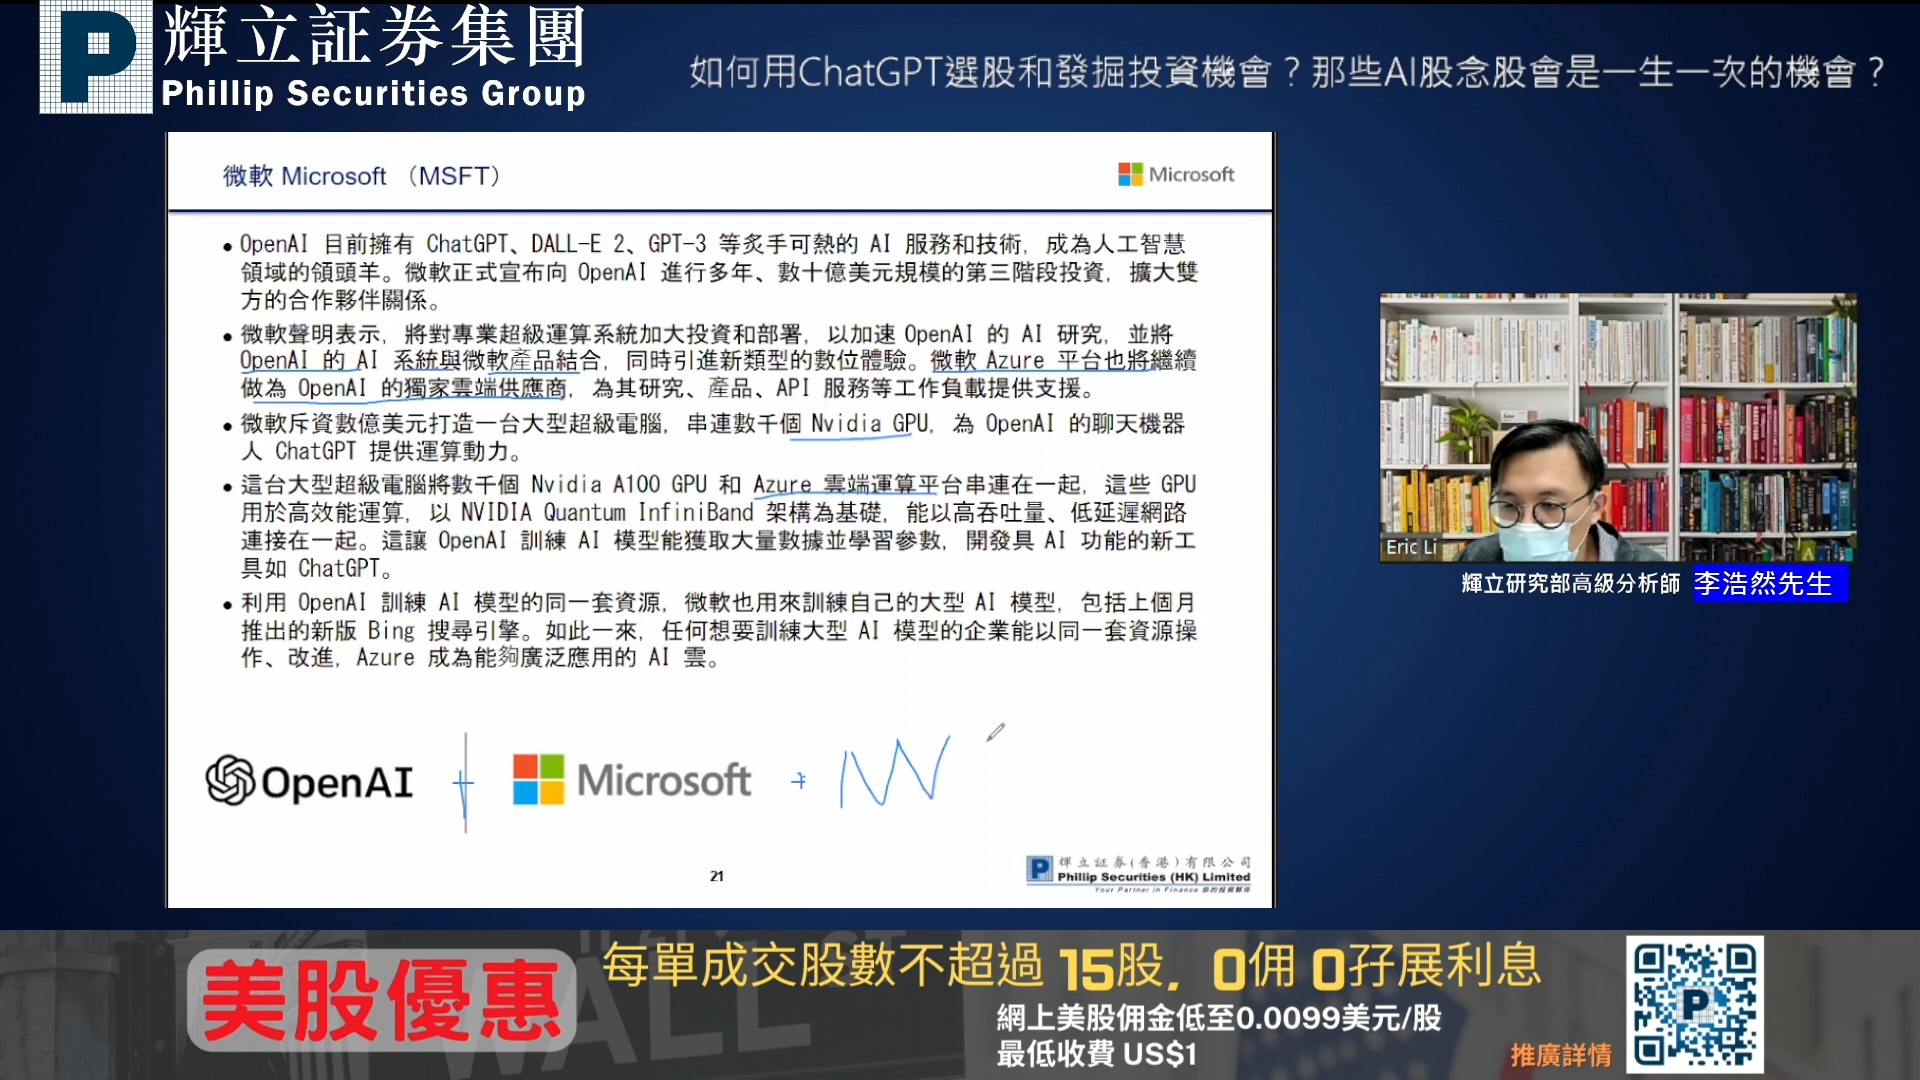 輝立証券集團
Phillip Securities Group
如何用ChatGPT選股和發掘投資機會？那些AI股念股會是一生一次的機會？
微軟 Microsoft （MSFT）
Microsoft
• OpenAI 目前擁有 ChatGPT、DALL-E 2、GPT-3 等炙手可熱的 AI 服務和技術，成為人工智慧
領域的領頭羊。微軟正式宣布向 OpenAI 進行多年、數十億美元規模的第三階段投資，擴大雙
方的合作夥伴關係。
• 微軟聲明表示，將對專業超級運算系統加大投資和部署，以加速 OpenAI 的 AI 研究，並將
OpenAI 的 AI 系統與微軟產品結合，同時引進新類型的數位體驗。微軟 Azure 平台也將繼續
做為 OpenAI 的獨家雲端供應商，為其研究、產品、API 服務等工作負載提供支援。
• 微軟斥資數億美元打造一台大型超級電腦，串連數千個 Nvidia GPU，為 OpenAI 的聊天機器
人 ChatGPT 提供運算動力。
• 這台大型超級電腦將數千個 Nvidia A100 GPU 和 Azure 雲端運算平台串連在一起，這些 GPU
用於高效能運算，以 NVIDIA Quantum InfiniBand 架構為基礎，能以高吞吐量、低延遲網路
連接在一起。這讓 OpenAI 訓練 AI 模型能獲取大量數據並學習參數，開發具 AI 功能的新工
具如 ChatGPT。
• 利用 OpenAI 訓練 AI 模型的同一套資源，微軟也用來訓練自己的大型 AI 模型，包括上個月
推出的新版 Bing 搜尋引擎。如此一來，任何想要訓練大型 AI 模型的企業能以同一套資源操
作、改進，Azure 成為能夠廣泛應用的 AI 雲。
OpenAI + Microsoft +
21
輝立証券(香港)有限公司
Phillip Securities (HK) Limited
Your Partner In Finance 你的投資夥伴
Eric Li
輝立研究部高級分析師 李浩然先生
美股優惠
每單成交股數不超過 15股，0佣 0孖展利息
網上美股佣金低至0.0099美元/股
最低收費 US$1
推廣詳情